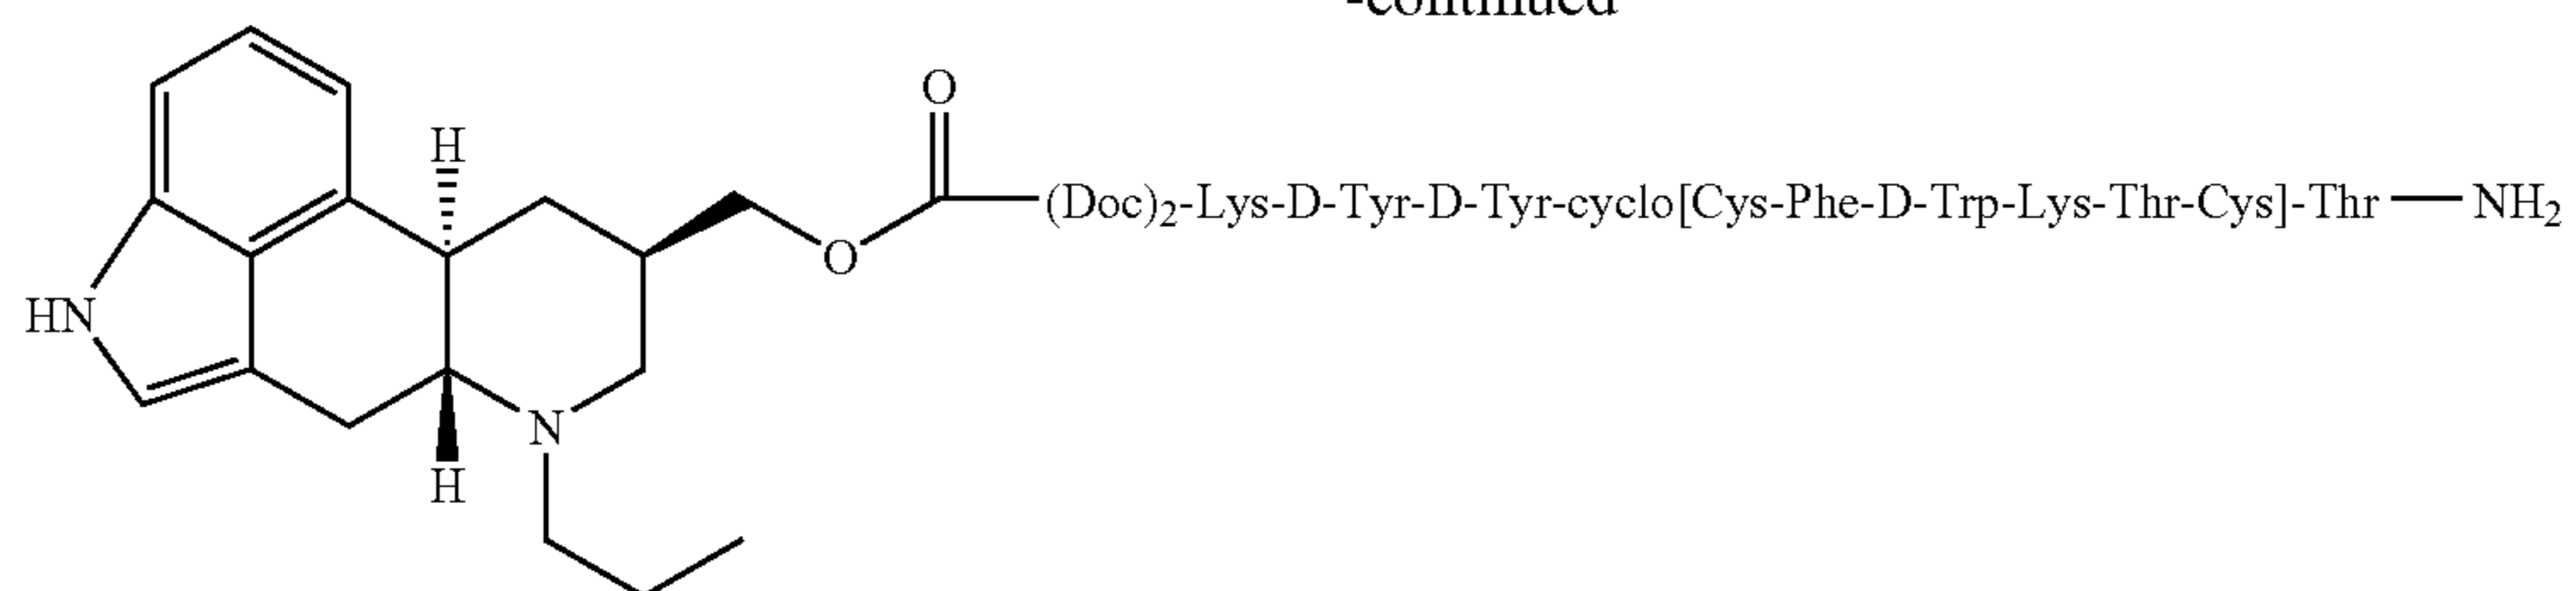 -continued
O
H
(Doc)2-Lys-D-Tyr-D-Tyr-cyclo[Cys-Phe-D-Trp-Lys-Thr-Cys]-Thr — NH2
O
HN
N
H